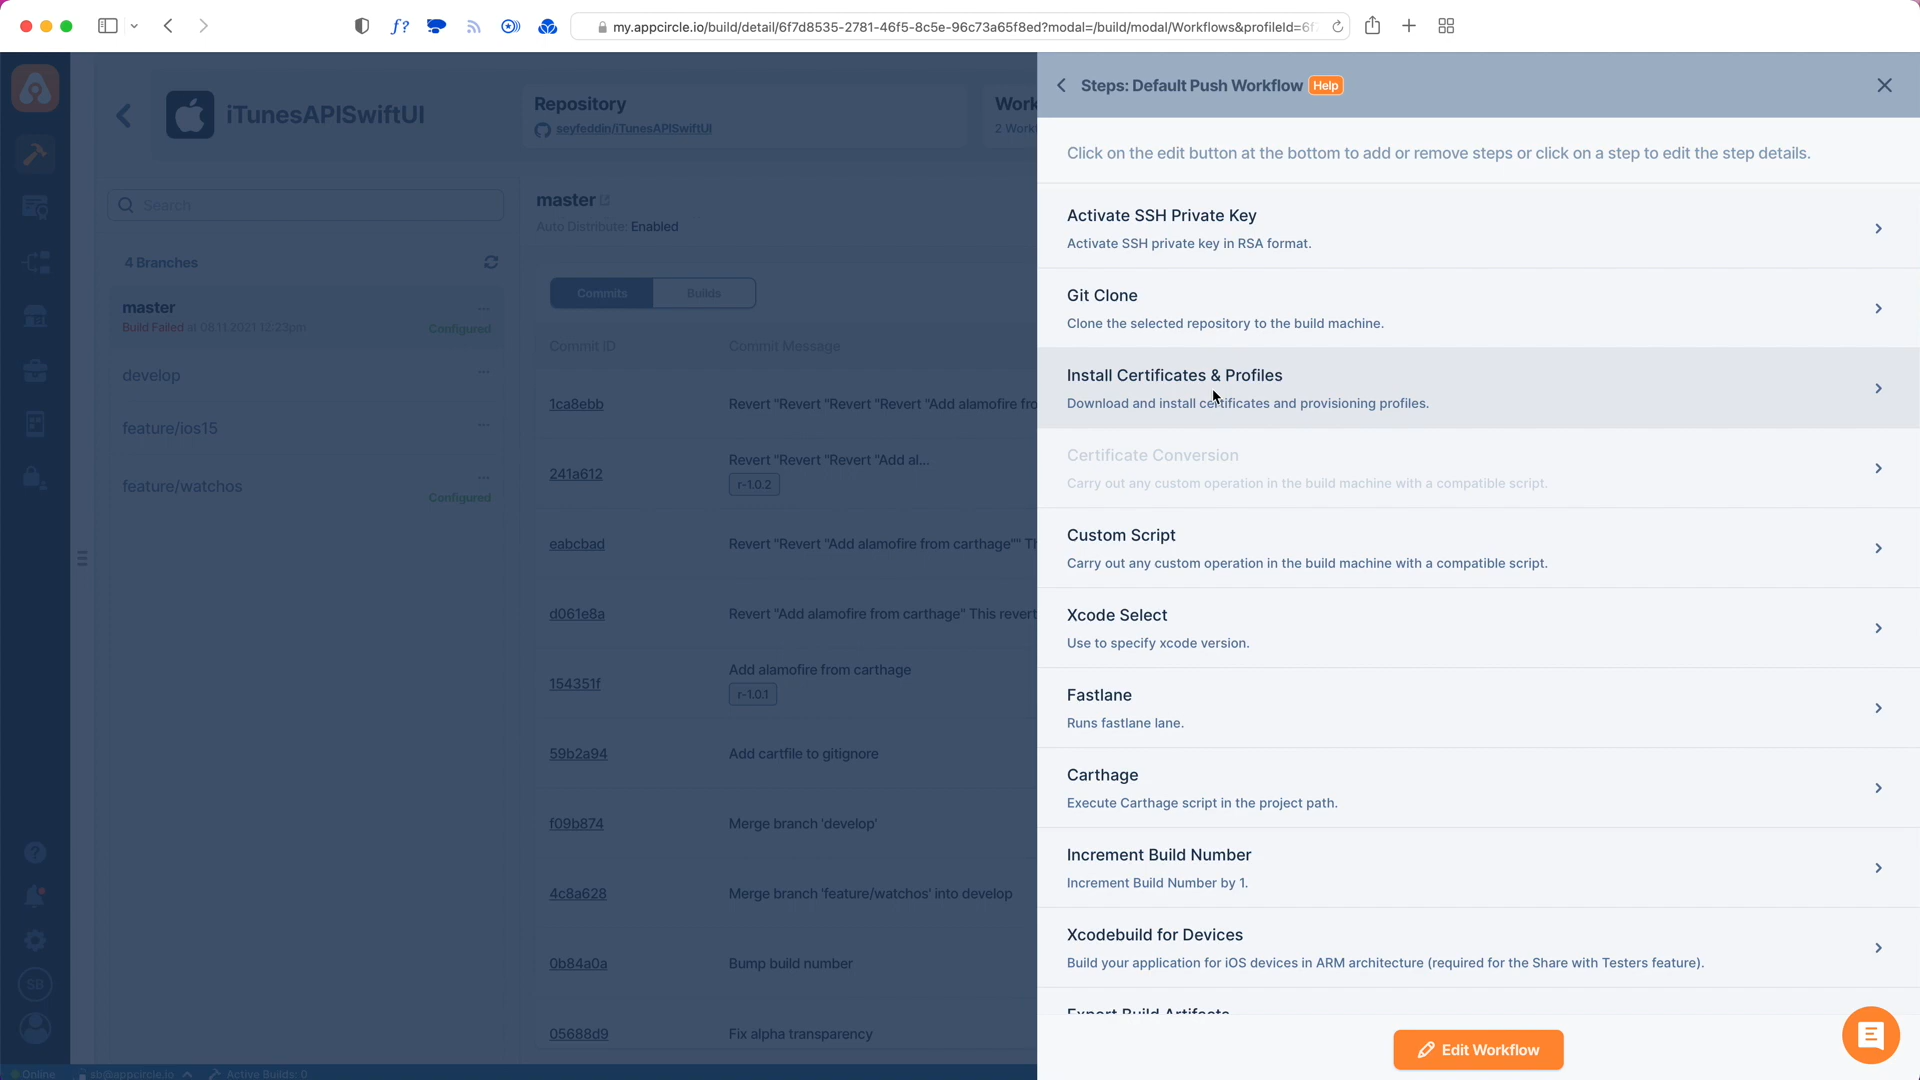 my.appcircle.io/build/detail/6f7d8535-2781-46f5-8c5e-96c73a65f8ed?modal=/build/modal/Workflows&profileId=6f
iTunesAPISwiftUI
Repository
seyfeddin/iTunesAPISwiftUI
Work
2 Work
Search
4 Branches
master
Build Failed at 08.11.2021 12:23pm
Configured
develop
feature/ios15
feature/watchos
Configured
master
Auto Distribute: Enabled
Commits
Builds
Commit ID
Commit Message
1ca8ebb
Revert "Revert "Revert "Revert "Add alamofire fro
241a612
Revert "Revert "Revert "Add al...
r-1.0.2
eabcbad
Revert "Revert "Add alamofire from carthage"" Th
d061e8a
Revert "Add alamofire from carthage" This revert
154351f
Add alamofire from carthage
r-1.0.1
59b2a94
Add cartfile to gitignore
f09b874
Merge branch 'develop'
4c8a628
Merge branch 'feature/watchos' into develop
0b84a0a
Bump build number
05688d9
Fix alpha transparency
SB
Online
sb@appcircle.io
Active Builds: 0
Steps: Default Push Workflow
Help
Click on the edit button at the bottom to add or remove steps or click on a step to edit the step details.
Activate SSH Private Key
Activate SSH private key in RSA format.
Git Clone
Clone the selected repository to the build machine.
Install Certificates & Profiles
Download and install certificates and provisioning profiles.
Certificate Conversion
Carry out any custom operation in the build machine with a compatible script.
Custom Script
Carry out any custom operation in the build machine with a compatible script.
Xcode Select
Use to specify xcode version.
Fastlane
Runs fastlane lane.
Carthage
Execute Carthage script in the project path.
Increment Build Number
Increment Build Number by 1.
Xcodebuild for Devices
Build your application for iOS devices in ARM architecture (required for the Share with Testers feature).
Export Build Artifacts
Edit Workflow